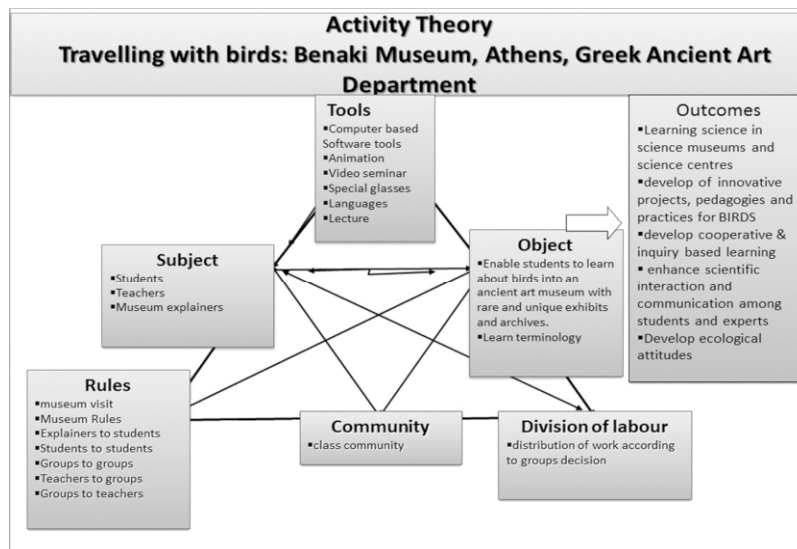 Activity Theory
Travelling with birds: Benaki Museum, Athens, Greek Ancient Art
Department
Tools
▪Computer based
Software tools
▪Animation
▪Video seminar
▪Special glasses
▪Languages
▪Lecture
Outcomes
▪Learning science in
science museums and
science centres
▪develop of innovative
projects, pedagogies and
practices for BIRDS
▪develop cooperative &
inquiry based learning
▪ enhance scientific
interaction and
communication among
students and experts
▪Develop ecological
attitudes
Subject
▪Students
▪Teachers
▪Museum explainers
Object
▪Enable students to learn
about birds into an
ancient art museum with
rare and unique exhibits
and archives.
▪Learn terminology
Rules
▪museum visit
▪Museum Rules
▪Explainers to students
▪Students to students
▪Groups to groups
▪Teachers to groups
▪Groups to teachers
Community
▪class community
Division of labour
▪distribution of work according
to groups decision